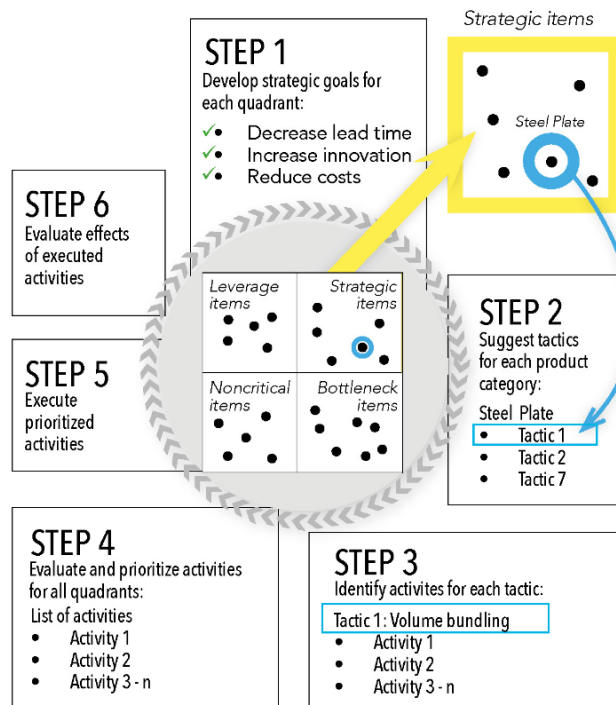 Strategic items
Steel Plate
STEP 1
Develop strategic goals for
each quadrant:
✓• Decrease lead time
✓• Increase innovation
✓• Reduce costs
STEP 6
Evaluate effects
of executed
activities
Leverage
items
Strategic
items
Noncritical
items
Bottleneck
items
STEP 2
Suggest tactics
for each product
category:
Steel Plate
• Tactic 1
• Tactic 2
• Tactic 7
STEP 5
Execute
prioritized
activities
STEP 4
Evaluate and prioritize activities
for all quadrants:
List of activities
• Activity 1
• Activity 2
• Activity 3 - n
STEP 3
Identify activites for each tactic:
Tactic 1: Volume bundling
• Activity 1
• Activity 2
• Activity 3 - n